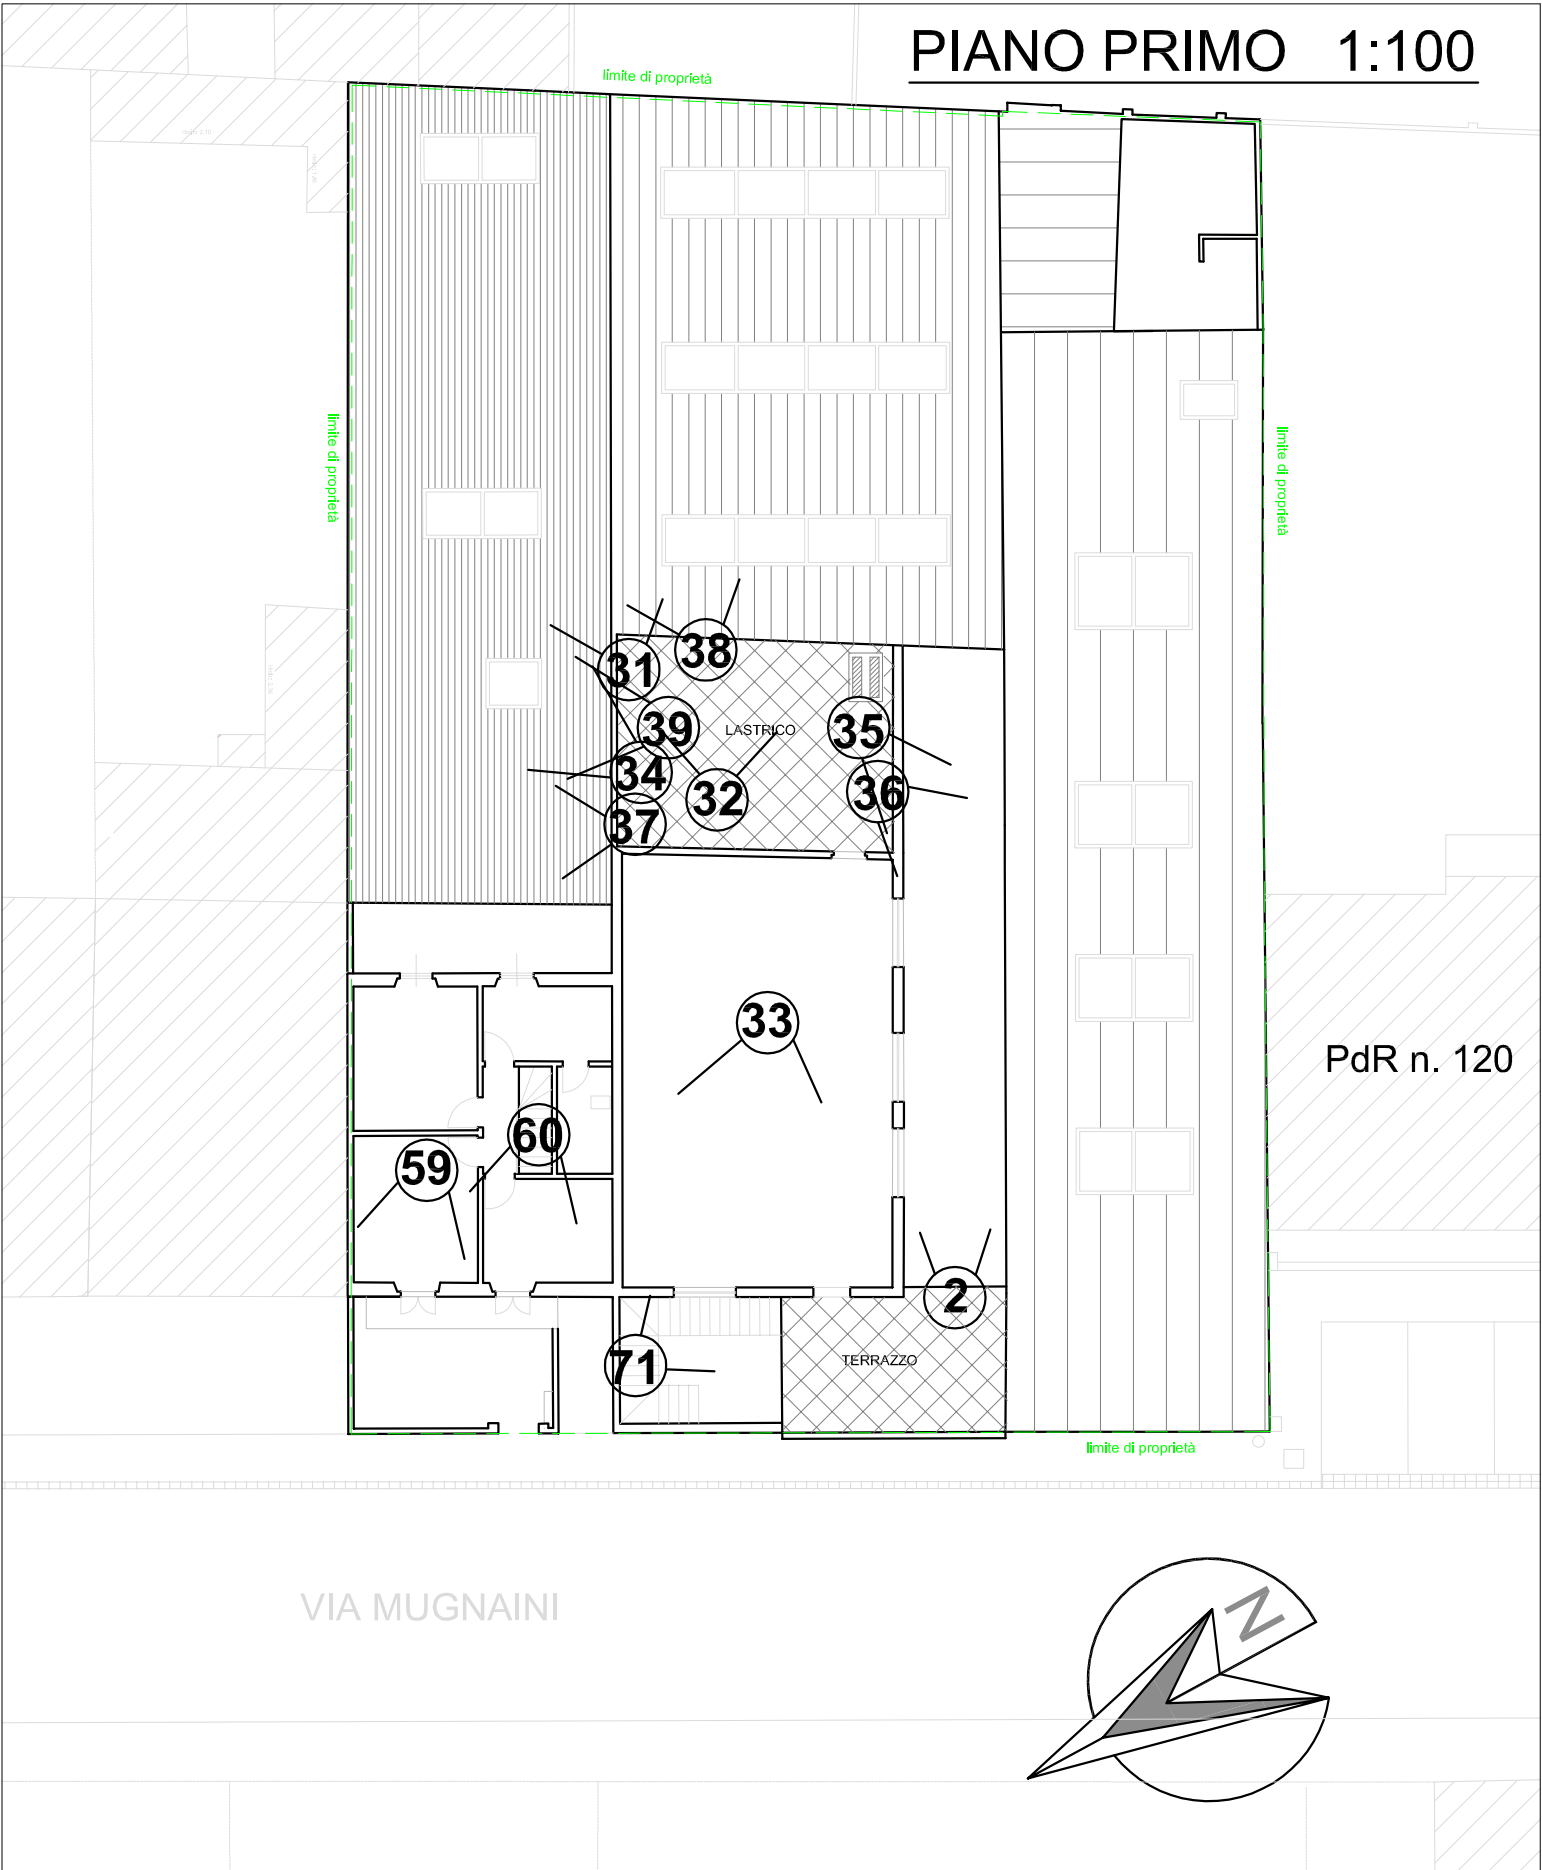 PIANO PRIMO 1:100
limite di proprietà
limite di proprietà
limite di proprietà
38
31
39
LASTRICO
35
34
32
36
37
33
PdR n. 120
60
59
2
71
TERRAZZO
limite di proprietà
VIA MUGNAINI
N